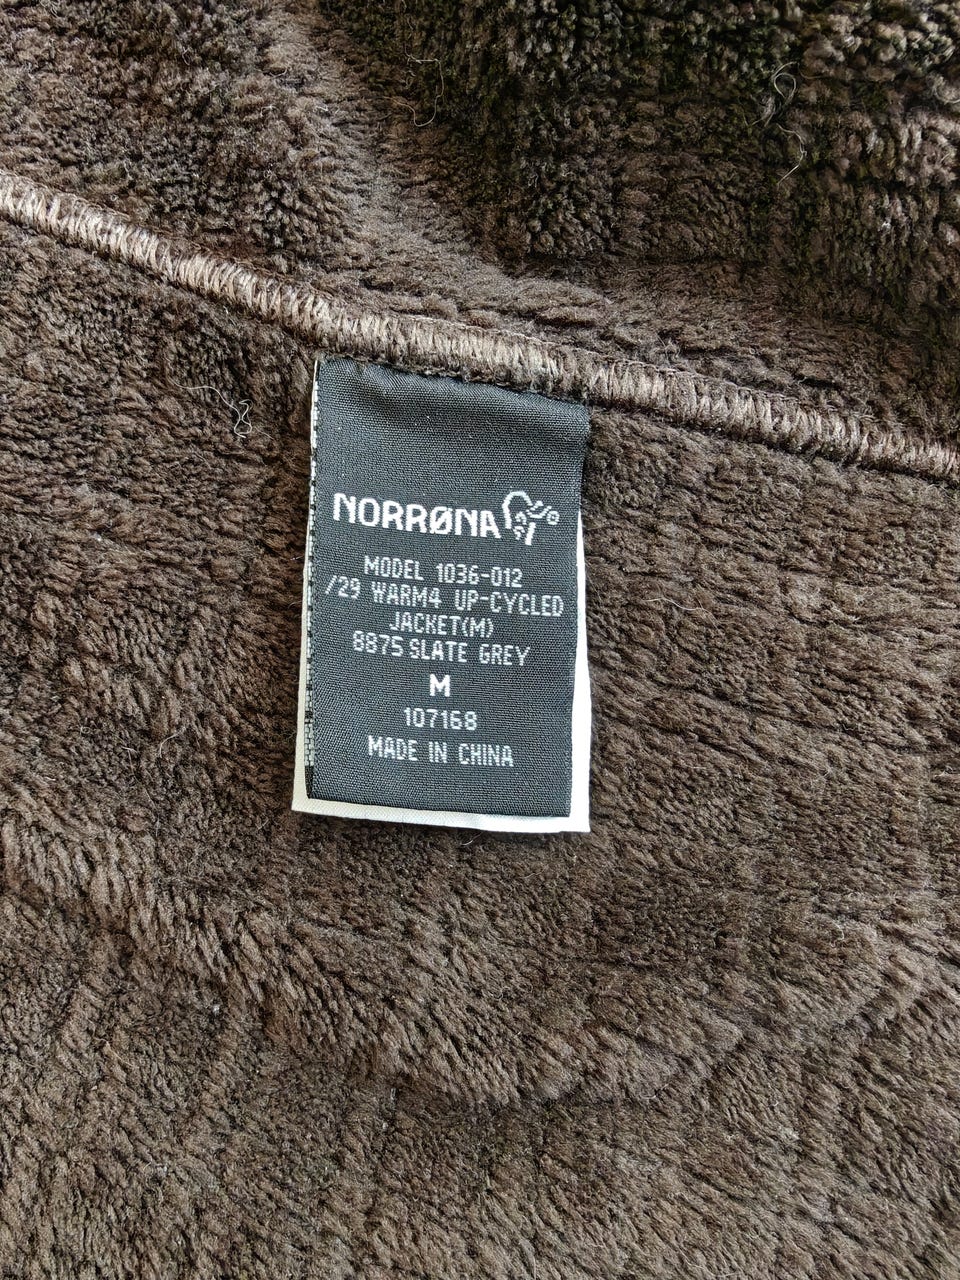 NORRØNA
MODEL 1036-012
/29 WARM4 UP-CYCLED
JACKET(M)
8875 SLATE GREY
M
107168
MADE IN CHINA